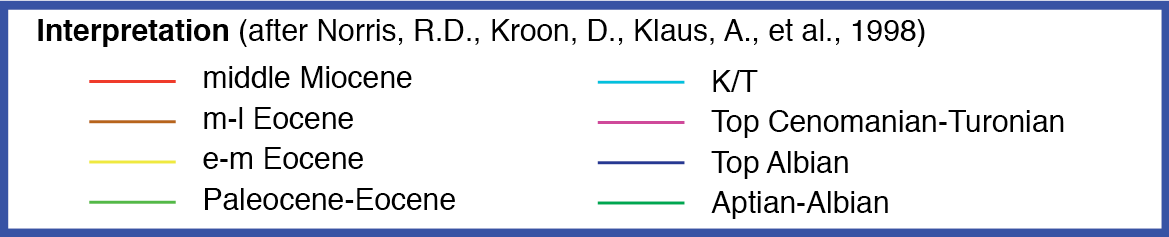 Interpretation (after Norris, R.D., Kroon, D., Klaus, A., et al., 1998)
middle Miocene
m-l Eocene
e-m Eocene
Paleocene-Eocene
K/T
Top Cenomanian-Turonian
Top Albian
Aptian-Albian